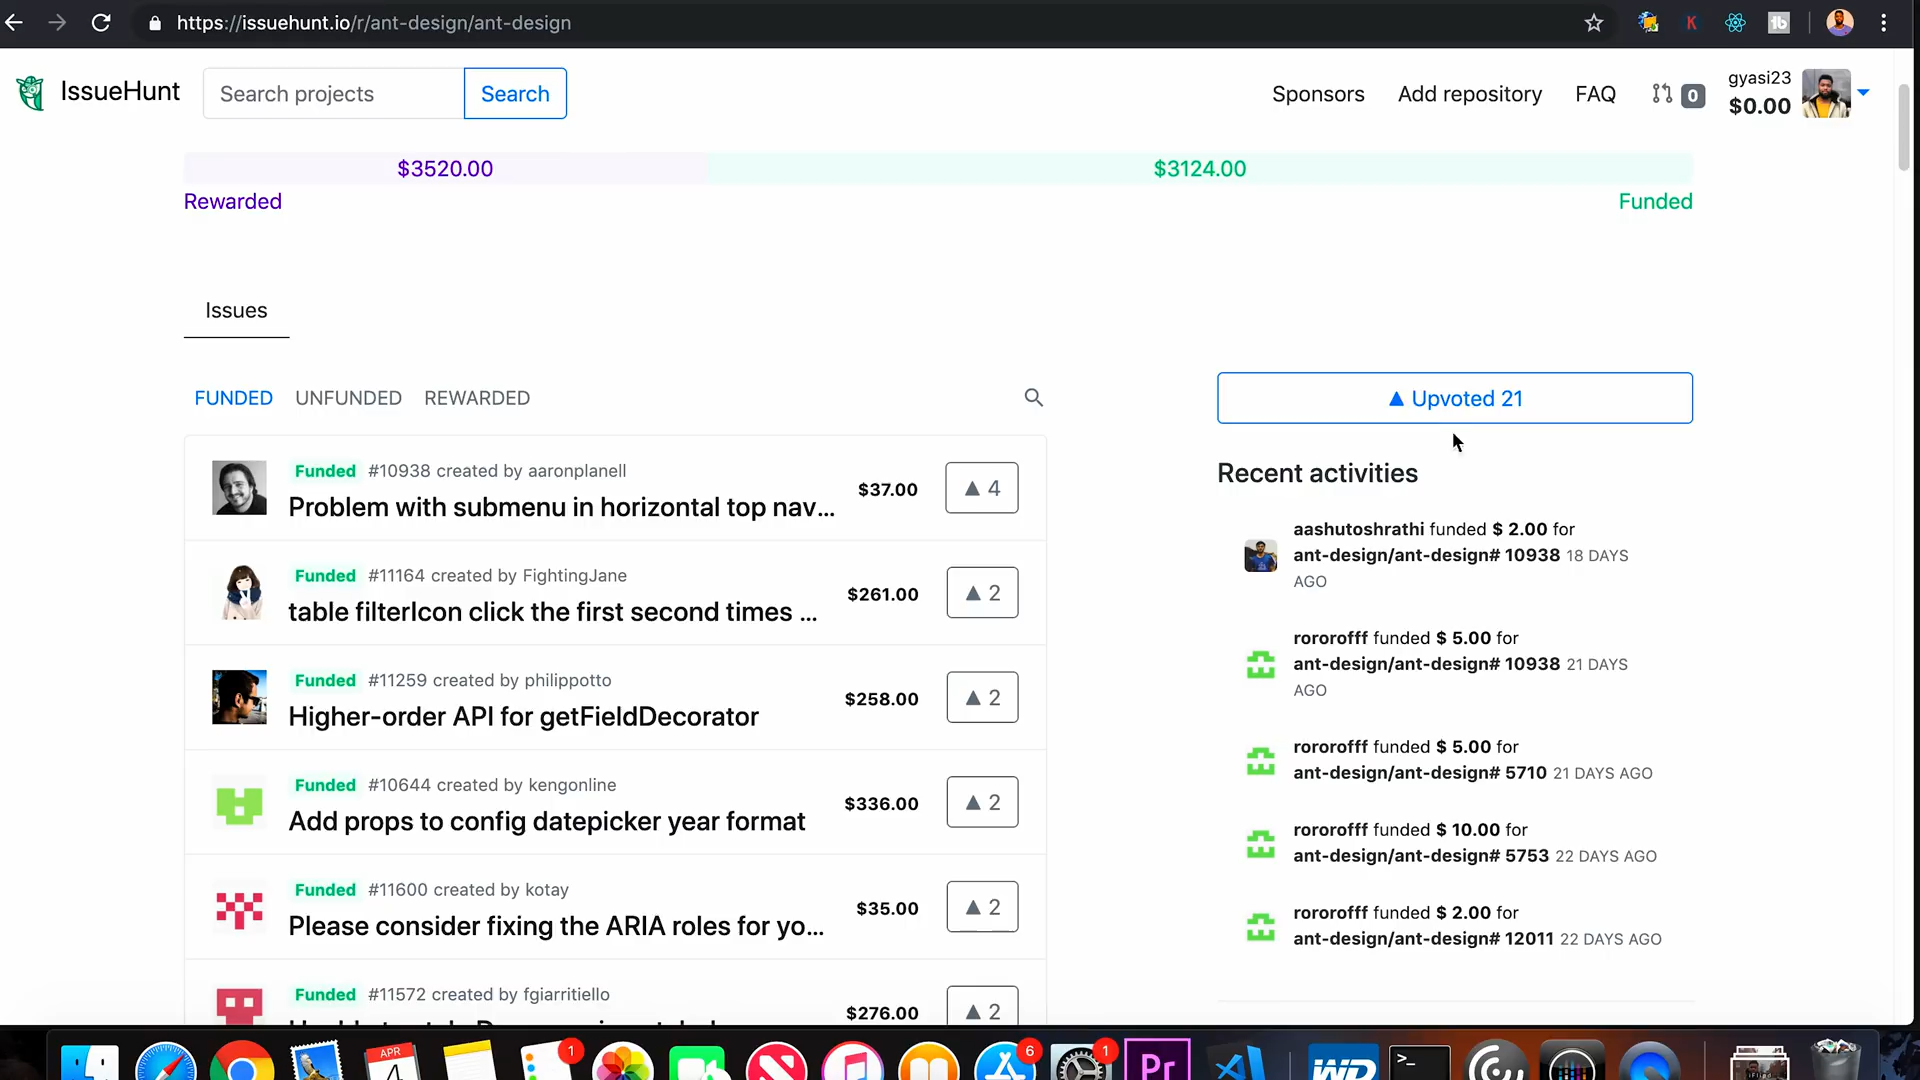 https://issuehunt.io/r/ant-design/ant-design
IssueHunt
Search projects
Search
Sponsors
Add repository
FAQ
0
gyasi23
$0.00
$3520.00
$3124.00
Rewarded
Funded
Issues
FUNDED UNFUNDED REWARDED
Funded #10938 created by aaronplanell
Problem with submenu in horizontal top nav...
$37.00
4
Funded #11164 created by FightingJane
table filterIcon click the first second times ...
$261.00
2
Funded #11259 created by philippotto
Higher-order API for getFieldDecorator
$258.00
2
Funded #10644 created by kengonline
Add props to config datepicker year format
$336.00
2
Funded #11600 created by kotay
Please consider fixing the ARIA roles for yo...
$35.00
2
Funded #11572 created by fgiarritiello
$276.00
2
Upvoted 21
Recent activities
aashutoshrathi funded $ 2.00 for
ant-design/ant-design# 10938 18 DAYS
AGO
rororofff funded $ 5.00 for
ant-design/ant-design# 10938 21 DAYS
AGO
rororofff funded $ 5.00 for
ant-design/ant-design# 5710 21 DAYS AGO
rororofff funded $ 10.00 for
ant-design/ant-design# 5753 22 DAYS AGO
rororofff funded $ 2.00 for
ant-design/ant-design# 12011 22 DAYS AGO
APR
4
1
6
1
Pr
WD
>_